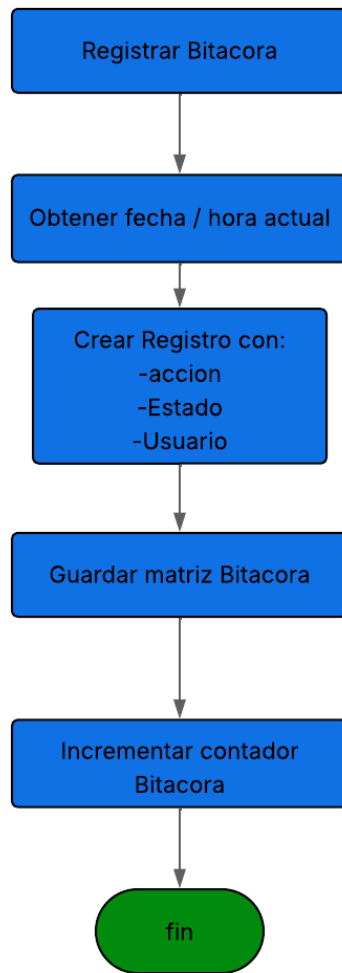 Registrar Bitacora
Obtener fecha / hora actual
Crear Registro con:
-accion
-Estado
-Usuario
Guardar matriz Bitacora
Incrementar contador
Bitacora
fin